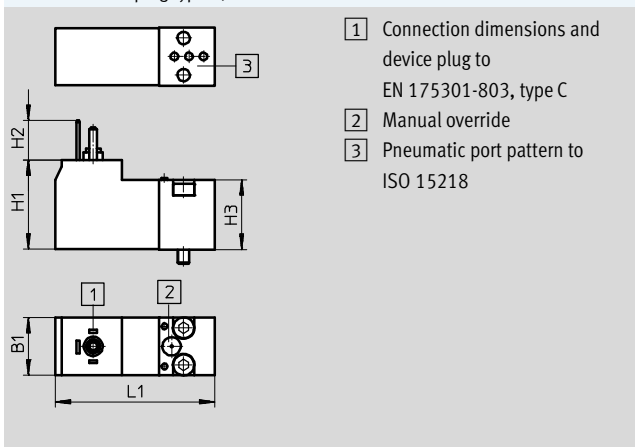 1 Connection dimensions and
device plug to
EN 175301-803, type C
2 Manual override
3 Pneumatic port pattern to
ISO 15218
3
H2
H1
H3
1
2
B1
L1